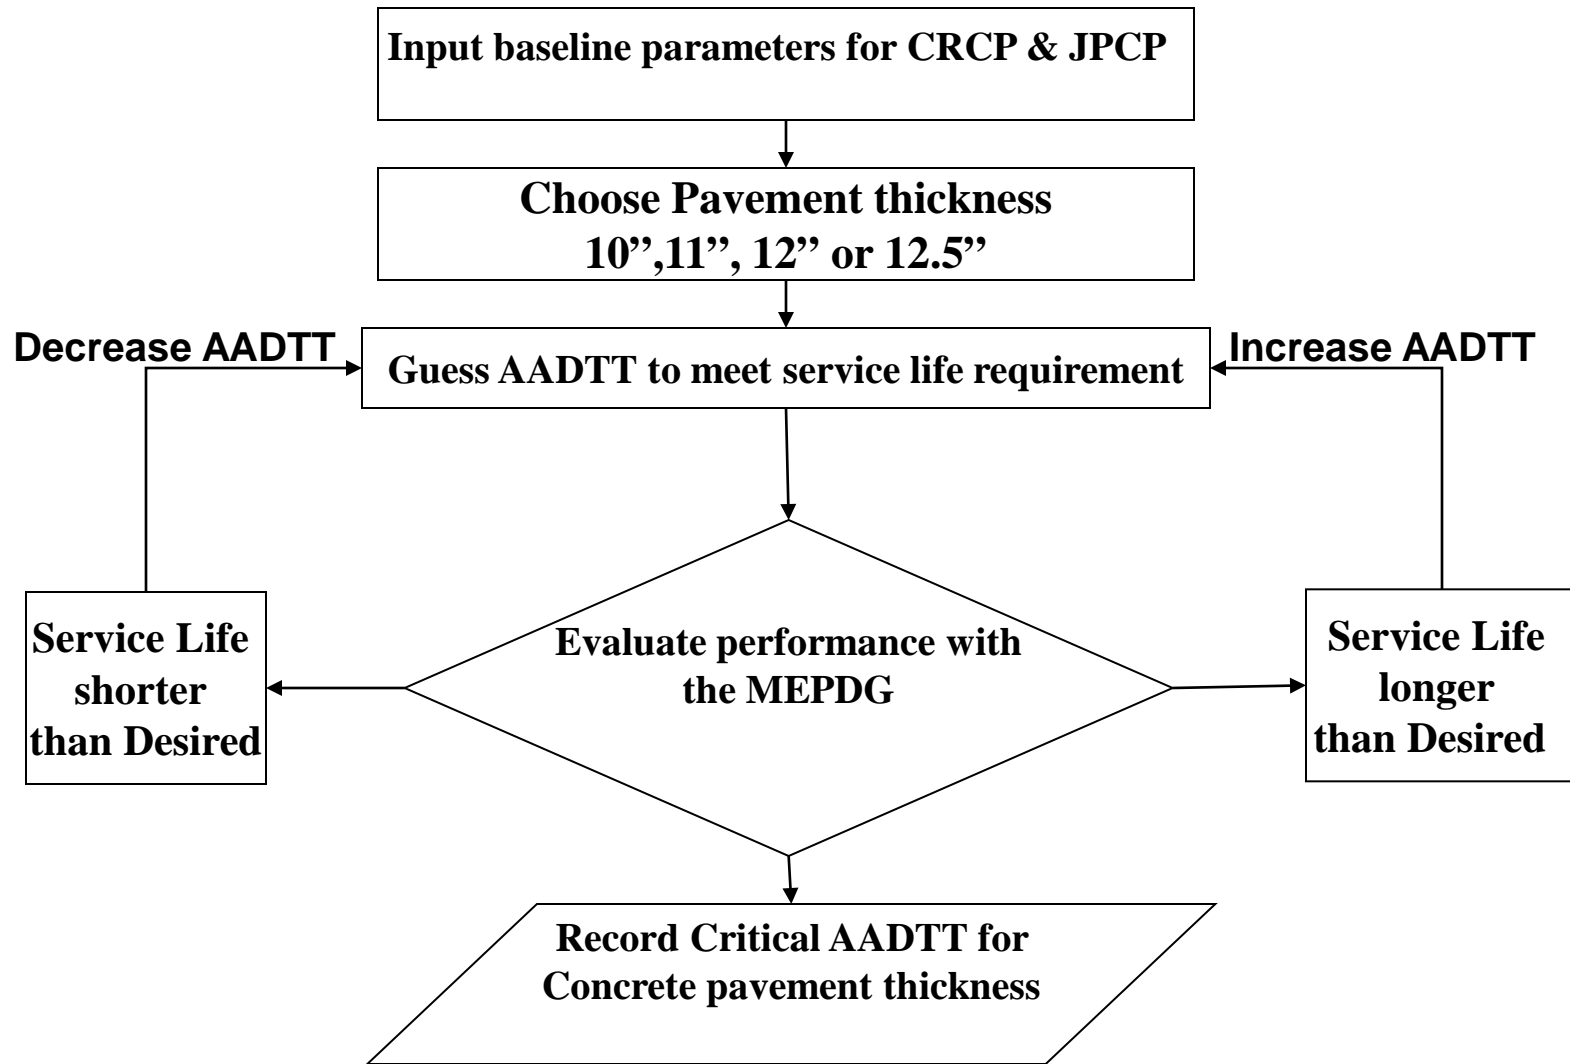 Input baseline parameters for CRCP & JPCP
Choose Pavement thickness
10”,11”, 12” or 12.5”
Decrease AADTT
Guess AADTT to meet service life requirement
Increase AADTT
Service Life
shorter
than Desired
Evaluate performance with
the MEPDG
Service Life
longer
than Desired
Record Critical AADTT for
Concrete pavement thickness